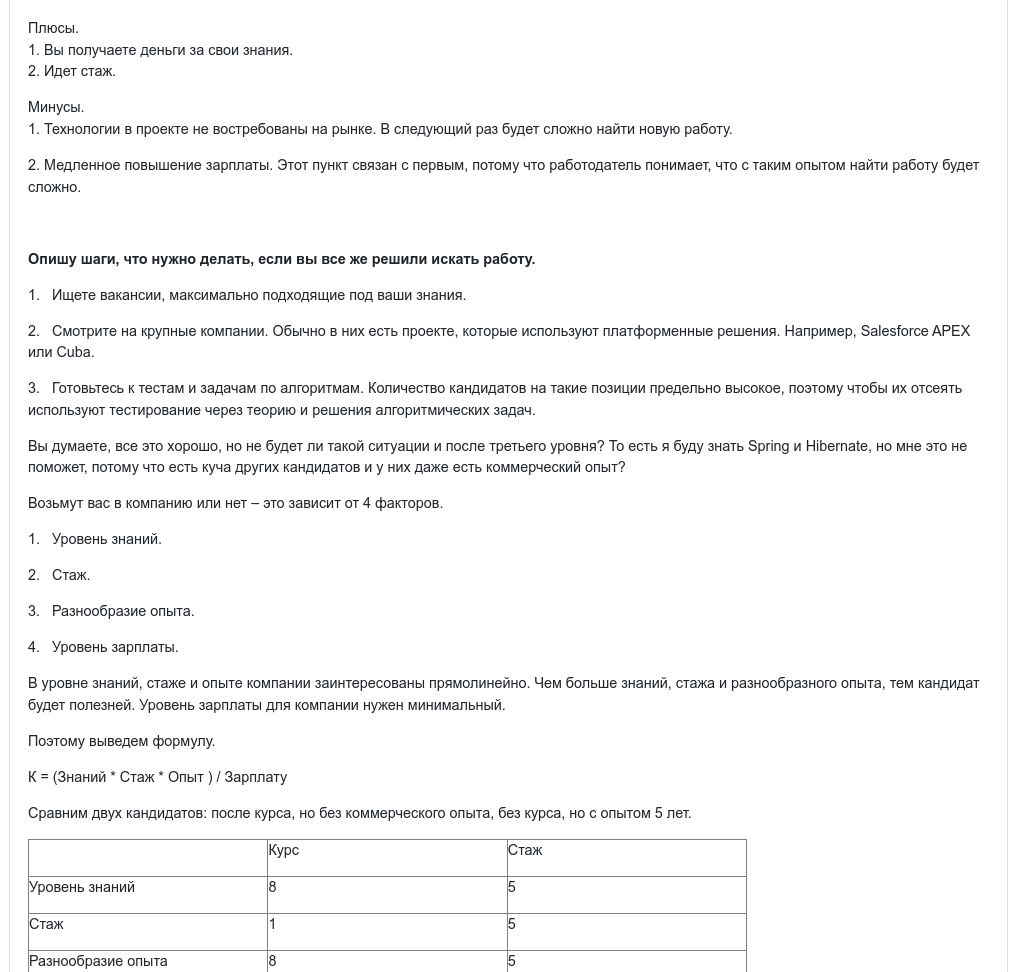 Плюсы.
1. Вы получаете деньги за свои знания.
2. Идет стаж.
Минусы.
1. Технологии в проекте не востребованы на рынке. В следующий раз будет сложно найти новую работу.
2. Медленное повышение зарплаты. Этот пункт связан с первым, потому что работодатель понимает, что с таким опытом найти работу будет
сложно.
Опишу шаги, что нужно делать, если вы все же решили искать работу.
1. Ищете вакансии, максимально подходящие под ваши знания.
2. Смотрите на крупные компании. Обычно в них есть проекте, которые используют платформенные решения. Например, Salesforce APEX
или Cuba.
3. Готовьтесь к тестам и задачам по алгоритмам. Количество кандидатов на такие позиции предельно высокое, поэтому чтобы их отсеять
используют тестирование через теорию и решения алгоритмических задач.
Вы думаете, все это хорошо, но не будет ли такой ситуации и после третьего уровня? То есть я буду знать Spring и Hibernate, но мне это не
поможет, потому что есть куча других кандидатов и у них даже есть коммерческий опыт?
Возьмут вас в компанию или нет – это зависит от 4 факторов.
1. Уровень знаний.
2. Стаж.
3. Разнообразие опыта.
4. Уровень зарплаты.
В уровне знаний, стаже и опыте компании заинтересованы прямолинейно. Чем больше знаний, стажа и разнообразного опыта, тем кандидат
будет полезней. Уровень зарплаты для компании нужен минимальный.
Поэтому выведем формулу.
К = (Знаний * Стаж * Опыт ) / Зарплату
Сравним двух кандидатов: после курса, но без коммерческого опыта, без курса, но с опытом 5 лет.
Курс Стаж
Уровень знаний 8 5
Стаж 1 5
Разнообразие опыта 8 5